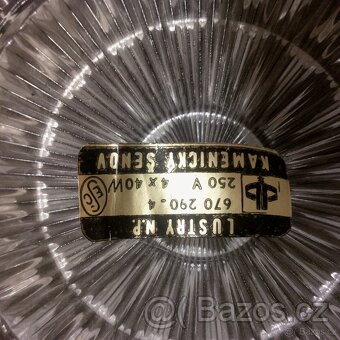 LUSTRY N.P.
670 290-4
250 V 4x40W
KAMENICKÝ ŠENOV
Bazos.cz